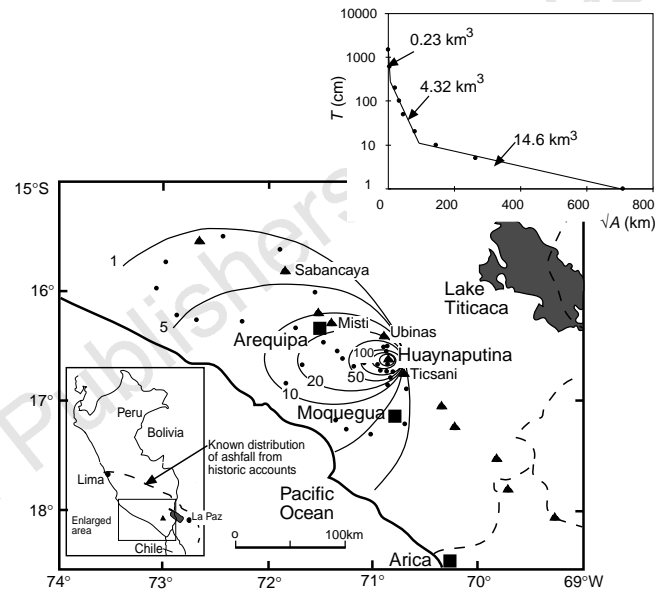 10000
1000
100
10
1
T (cm)
0.23 km³
4.32 km³
14.6 km³
0 200 400 600 800
√A (km)
15°S
16°
17°
18°
74° 73° 72° 71° 70° 69°W
1
5
10
20
50
100
Sabancaya
Misti
Ubinas
Arequipa
Huaynaputina
Ticsani
Moquegua
Lake
Titicaca
Pacific
Ocean
Arica
0 100km
Peru
Bolivia
Lima
Known distribution
of ashfall from
historic accounts
La Paz
Enlarged
area
Chile
Publishers